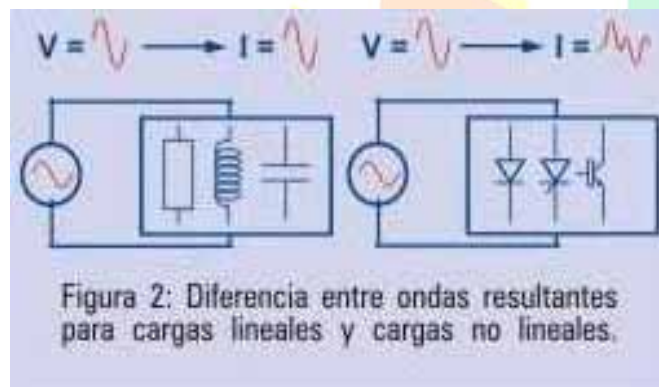 V = I = V = I =
Figura 2: Diferencia entre ondas resultantes
para cargas lineales y cargas no lineales.